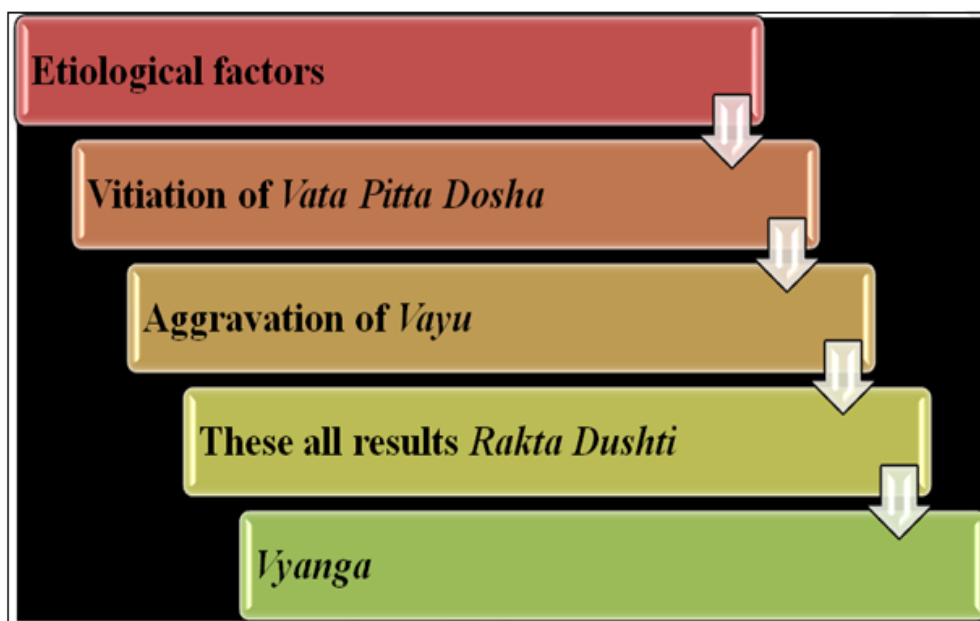 Etiological factors
Vitiation of Vata Pitta Dosha
Aggravation of Vayu
These all results Rakta Dushti
Vyanga